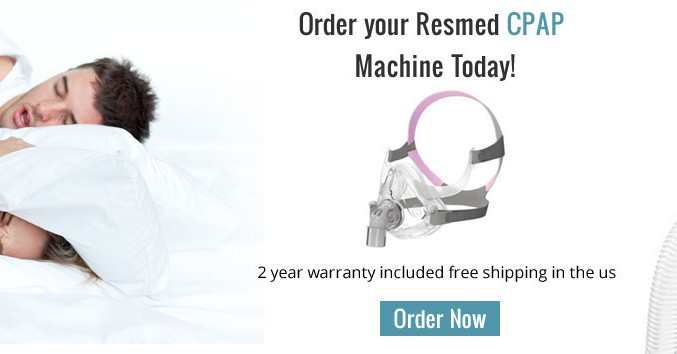 Order your Resmed CPAP
Machine Today!
2 year warranty included free shipping in the us
Order Now